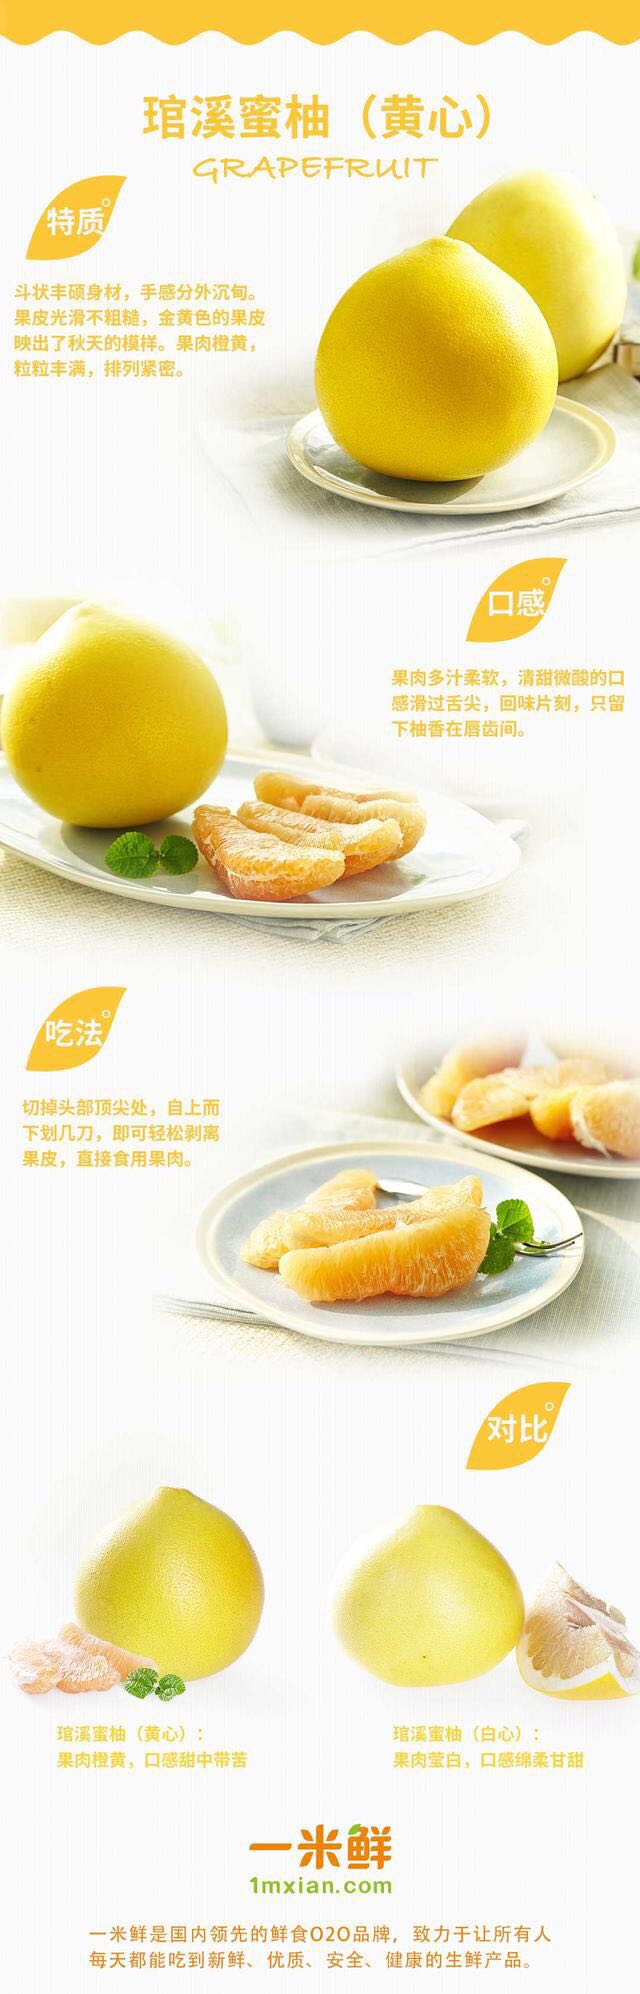 琯溪蜜柚（黄心）
GRAPEFRUIT
特质
斗状丰硕身材，手感分外沉甸。
果皮光滑不粗糙，金黄色的果皮
映出了秋天的模样。果肉橙黄，
粒粒丰满，排列紧密。
口感
果肉多汁柔软，清甜微酸的口
感滑过舌尖，回味片刻，只留
下柚香在唇齿间。
吃法
切掉头部顶尖处，自上而
下划几刀，即可轻松剥离
果皮，直接食用果肉。
对比
琯溪蜜柚（黄心）：
果肉橙黄，口感甜中带苦
琯溪蜜柚（白心）：
果肉莹白，口感绵柔甘甜
一米鲜
1mxian.com
一米鲜是国内领先的鲜食O2O品牌，致力于让所有人
每天都能吃到新鲜、优质、安全、健康的生鲜产品。